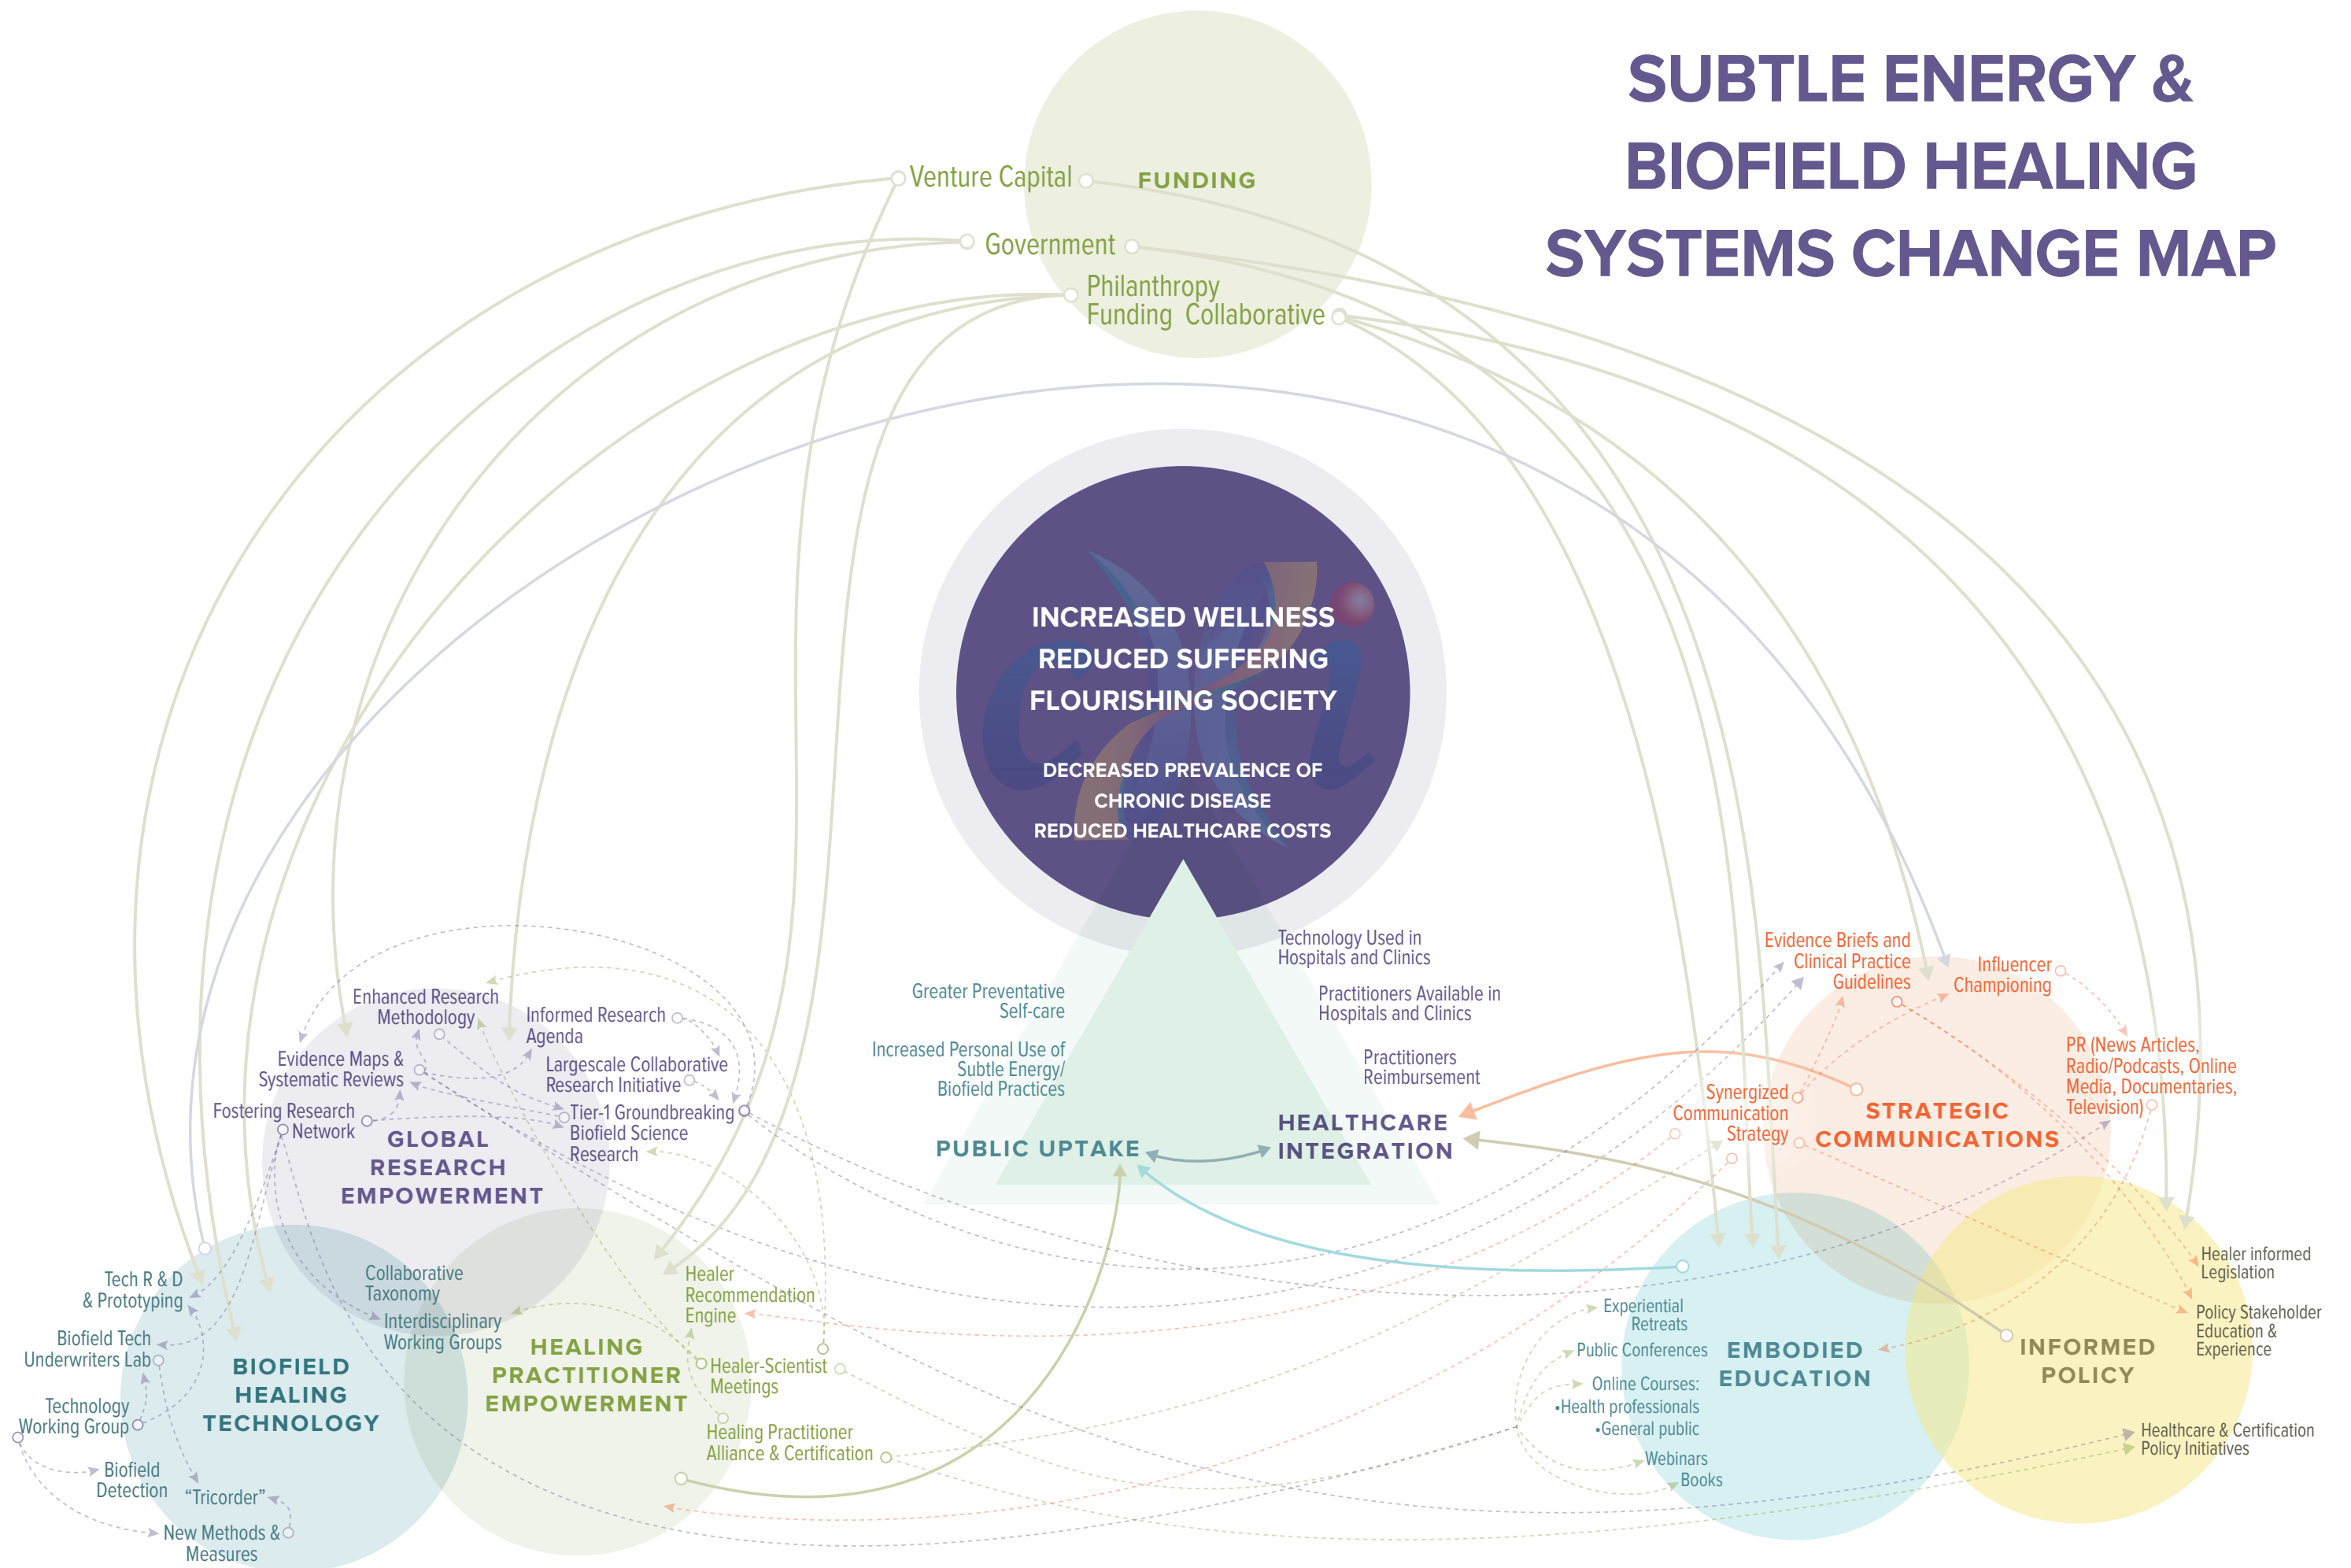 SUBTLE ENERGY &
BIOFIELD HEALING
SYSTEMS CHANGE MAP
FUNDING
Venture Capital
Government
Philanthropy
Funding Collaborative
INCREASED WELLNESS
REDUCED SUFFERING
FLOURISHING SOCIETY
DECREASED PREVALENCE OF
CHRONIC DISEASE
REDUCED HEALTHCARE COSTS
cHi
Greater Preventative
Self-care
Increased Personal Use of
Subtle Energy/
Biofield Practices
PUBLIC UPTAKE
Technology Used in
Hospitals and Clinics
Practitioners Available in
Hospitals and Clinics
Practitioners
Reimbursement
HEALTHCARE
INTEGRATION
Enhanced Research
Methodology
Informed Research
Agenda
Evidence Maps &
Systematic Reviews
Largescale Collaborative
Research Initiative
Fostering Research
Network
Tier-1 Groundbreaking
Biofield Science
Research
GLOBAL
RESEARCH
EMPOWERMENT
Tech R & D
& Prototyping
Collaborative
Taxonomy
Interdisciplinary
Working Groups
Biofield Tech
Underwriters Lab
BIOFIELD
HEALING
TECHNOLOGY
Technology
Working Group
Biofield
Detection
“Tricorder”
New Methods &
Measures
Healer
Recommendation
Engine
HEALING
PRACTITIONER
EMPOWERMENT
Healer-Scientist
Meetings
Healing Practitioner
Alliance & Certification
Evidence Briefs and
Clinical Practice
Guidelines
Influencer
Championing
PR (News Articles,
Radio/Podcasts, Online
Media, Documentaries,
Television)
Synergized
Communication
Strategy
STRATEGIC
COMMUNICATIONS
Experiential
Retreats
Public Conferences
Online Courses:
•Health professionals
•General public
Webinars
Books
EMBODIED
EDUCATION
INFORMED
POLICY
Healer informed
Legislation
Policy Stakeholder
Education &
Experience
Healthcare & Certification
Policy Initiatives